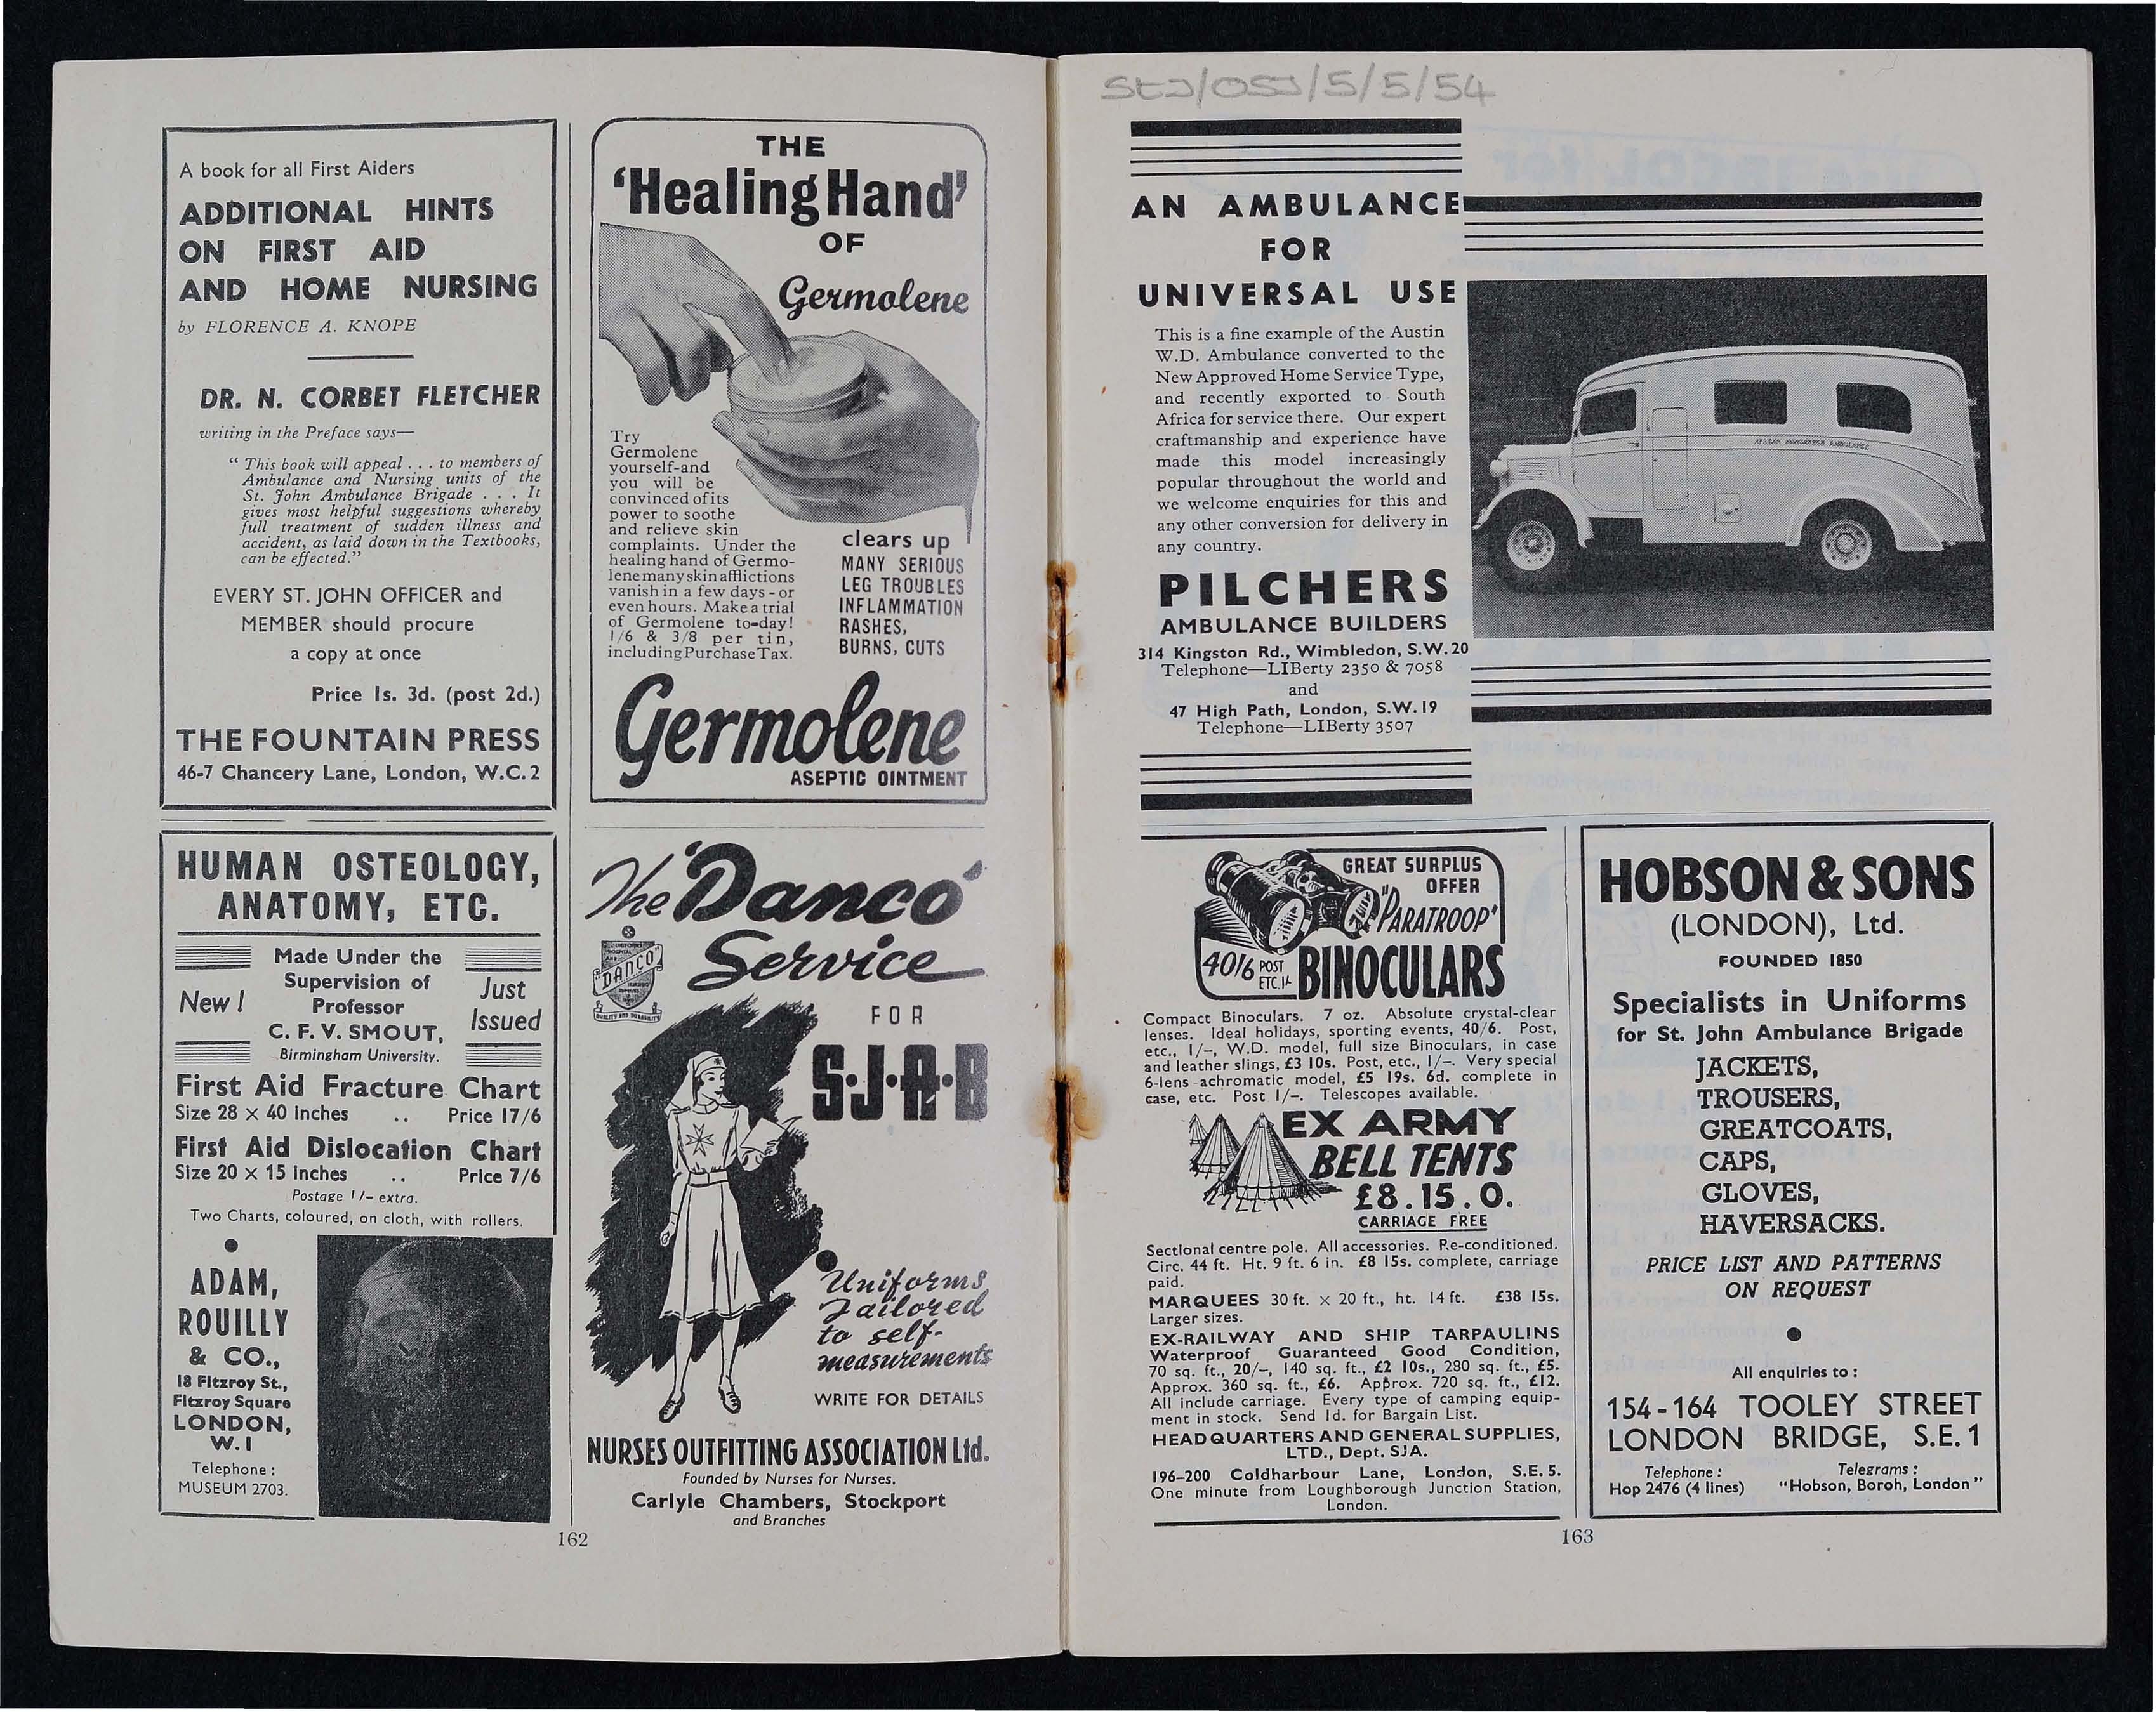 A book for all First Aiders
ADDITIONAL HINTS
ON FIRST AID
AND HOME NURSING
by FLORENCE A. KNOPE
DR. N. CORBET FLETCHER
writing in the Preface says—
“This book will appeal . . . to members of
Ambulance and Nursing units of the
St. John Ambulance Brigade . . . It
gives most helpful suggestions whereby
full treatment of sudden illness and
accident, as laid down in the Textbooks,
can be effected.”
EVERY ST. JOHN OFFICER and
MEMBER should procure
a copy at once
Price 1s. 3d. (post 2d.)
THE FOUNTAIN PRESS
46-7 Chancery Lane, London, W.C.2
HUMAN OSTEOLOGY,
ANATOMY, ETC.
New!
Made Under the
Supervision of
Professor
C. F. V. SMOUT,
Birmingham University.
Just
Issued
First Aid Fracture Chart
Size 28 × 40 Inches .. Price 17/6
First Aid Dislocation Chart
Size 20 × 15 Inches .. Price 7/6
Postage 1/- extra.
Two Charts, coloured, on cloth, with rollers.
ADAM,
ROUILLY
& CO.,
18 Fitzroy St.,
Fitzroy Square
LONDON,
W.1
Telephone :
MUSEUM 2703.
THE
‘Healing Hand’
OF
Germolene
Try
Germolene
yourself-and
you will be
convinced of its
power to soothe
and relieve skin
complaints. Under the
healing hand of Germo-
lene many skin afflictions
vanish in a few days - or
even hours. Make a trial
of Germolene to-day!
1/6 & 3/8 per tin,
including Purchase Tax.
clears up
MANY SERIOUS
LEG TROUBLES
INFLAMMATION
RASHES,
BURNS, CUTS
Germolene
ASEPTIC OINTMENT
The ‘Danco’
Service
DANCO
QUALITY AND DURABILITY
FOR
S·J·A·B
Uniforms
Tailored
to self-
measurements
WRITE FOR DETAILS
NURSES OUTFITTING ASSOCIATION Ltd.
Founded by Nurses for Nurses.
Carlyle Chambers, Stockport
and Branches
162
StJ/OSJ/5/5/54
AN AMBULANCE
FOR
UNIVERSAL USE
This is a fine example of the Austin
W.D. Ambulance converted to the
New Approved Home Service Type,
and recently exported to South
Africa for service there. Our expert
craftmanship and experience have
made this model increasingly
popular throughout the world and
we welcome enquiries for this and
any other conversion for delivery in
any country.
PILCHERS
AMBULANCE BUILDERS
314 Kingston Rd., Wimbledon, S.W.20
Telephone—LIBerty 2350 & 7058
and
47 High Path, London, S.W.19
Telephone—LIBerty 3507
GREAT SURPLUS
OFFER
"PARATROOP"
40/6 POST
ETC. 1/-
BINOCULARS
Compact Binoculars. 7 oz. Absolute crystal-clear
lenses. Ideal holidays, sporting events, 40/6. Post,
etc., 1/-, W.D. model, full size Binoculars, in case
and leather slings, £3 10s. Post, etc., 1/-. Very special
6-lens achromatic model, £5 19s. 6d. complete in
case, etc. Post 1/-. Telescopes available.
EX ARMY
BELL TENTS
£8.15.0.
CARRIAGE FREE
Sectional centre pole. All accessories. Re-conditioned.
Circ. 44 ft. Ht. 9 ft. 6 in. £8 15s. complete, carriage
paid.
MARQUEES 30 ft. × 20 ft., ht. 14 ft. £38 15s.
Larger sizes.
EX-RAILWAY AND SHIP TARPAULINS
Waterproof Guaranteed Good Condition,
70 sq. ft., 20/-, 140 sq. ft., £2 10s., 280 sq. ft., £5.
Approx. 360 sq. ft., £6. Approx. 720 sq. ft., £12.
All include carriage. Every type of camping equip-
ment in stock. Send 1d. for Bargain List.
HEADQUARTERS AND GENERAL SUPPLIES,
LTD., Dept. SJA.
196-200 Coldharbour Lane, London, S.E.5.
One minute from Loughborough Junction Station,
London.
HOBSON & SONS
(LONDON), Ltd.
FOUNDED 1850
Specialists in Uniforms
for St. John Ambulance Brigade
JACKETS,
TROUSERS,
GREATCOATS,
CAPS,
GLOVES,
HAVERSACKS.
PRICE LIST AND PATTERNS
ON REQUEST
All enquiries to :
154-164 TOOLEY STREET
LONDON BRIDGE, S.E.1
Telephone : Telegrams :
Hop 2476 (4 lines) “Hobson, Boroh, London”
163